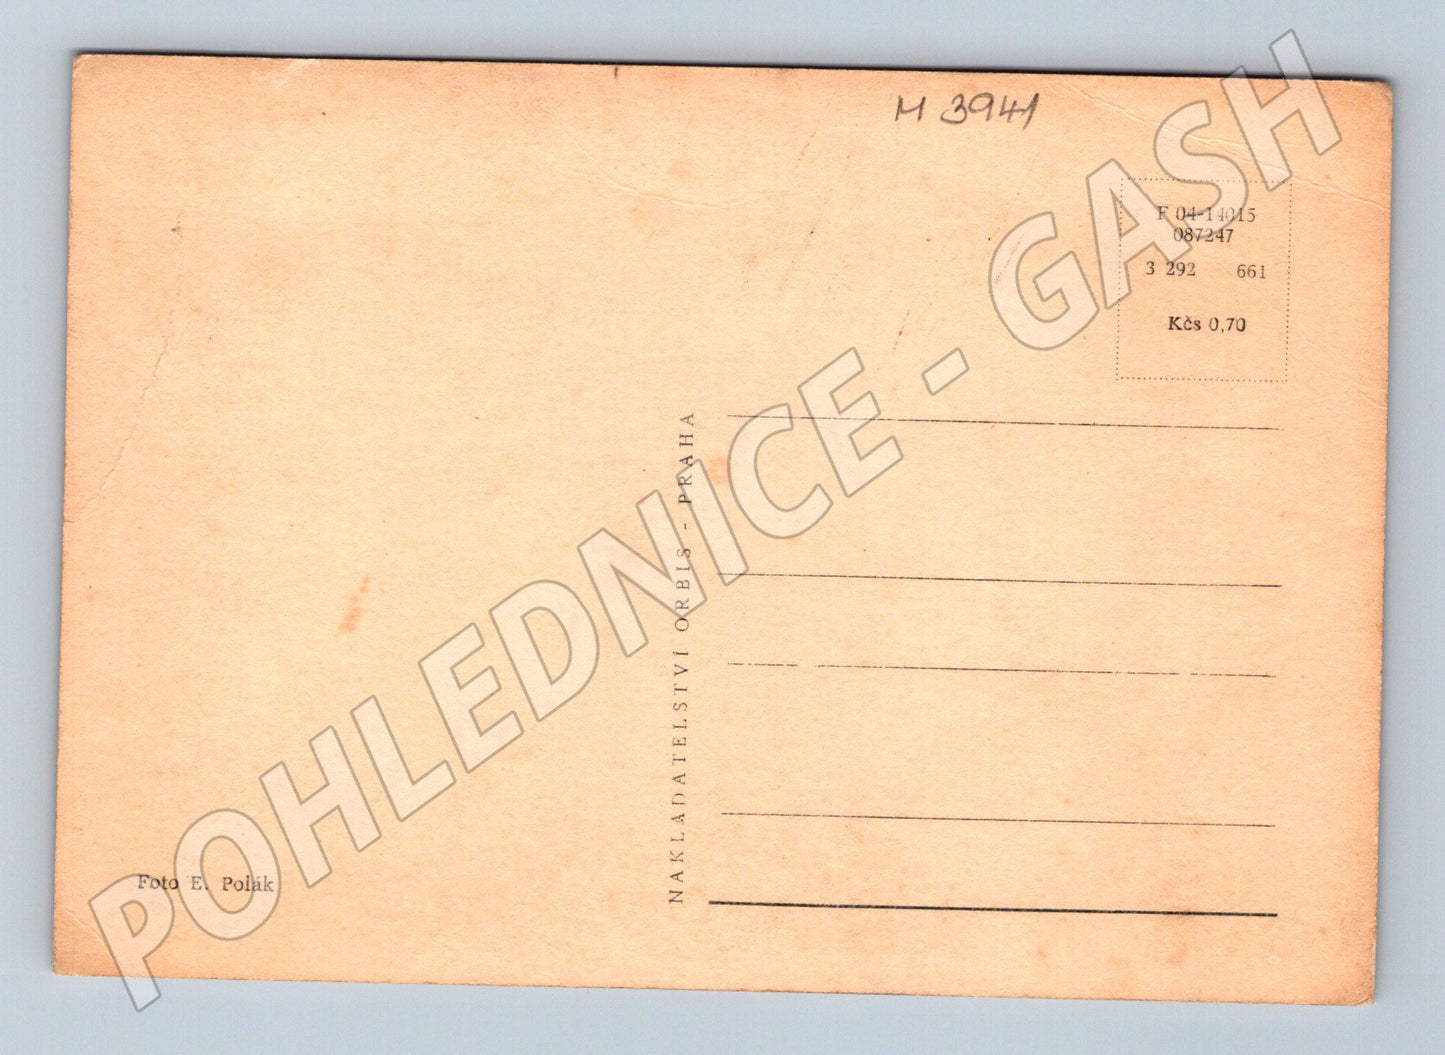 M 3941
F 04-14015
087247
3 292 661
Kčs 0,70
NAKLADATELSTVÍ ORBIS - PRAHA
Foto E. Polák
POHLEDNICE - GASH